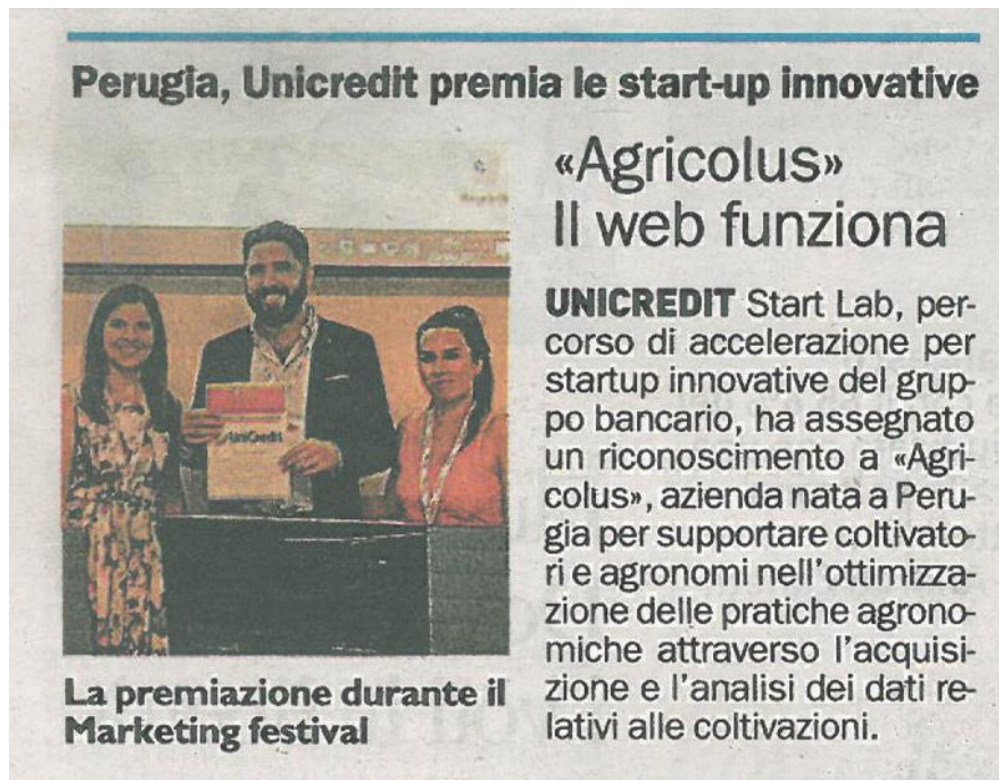 Perugia, Unicredit premia le start-up innovative
«Agricolus»
Il web funziona
UniCredit
UNICREDIT Start Lab, per-
corso di accelerazione per
startup innovative del grup-
po bancario, ha assegnato
un riconoscimento a «Agri-
colus», azienda nata a Peru-
gia per supportare coltivato-
ri e agronomi nell'ottimizza-
zione delle pratiche agrono-
miche attraverso l'acquisi-
zione e l'analisi dei dati re-
lativi alle coltivazioni.
La premiazione durante il
Marketing festival